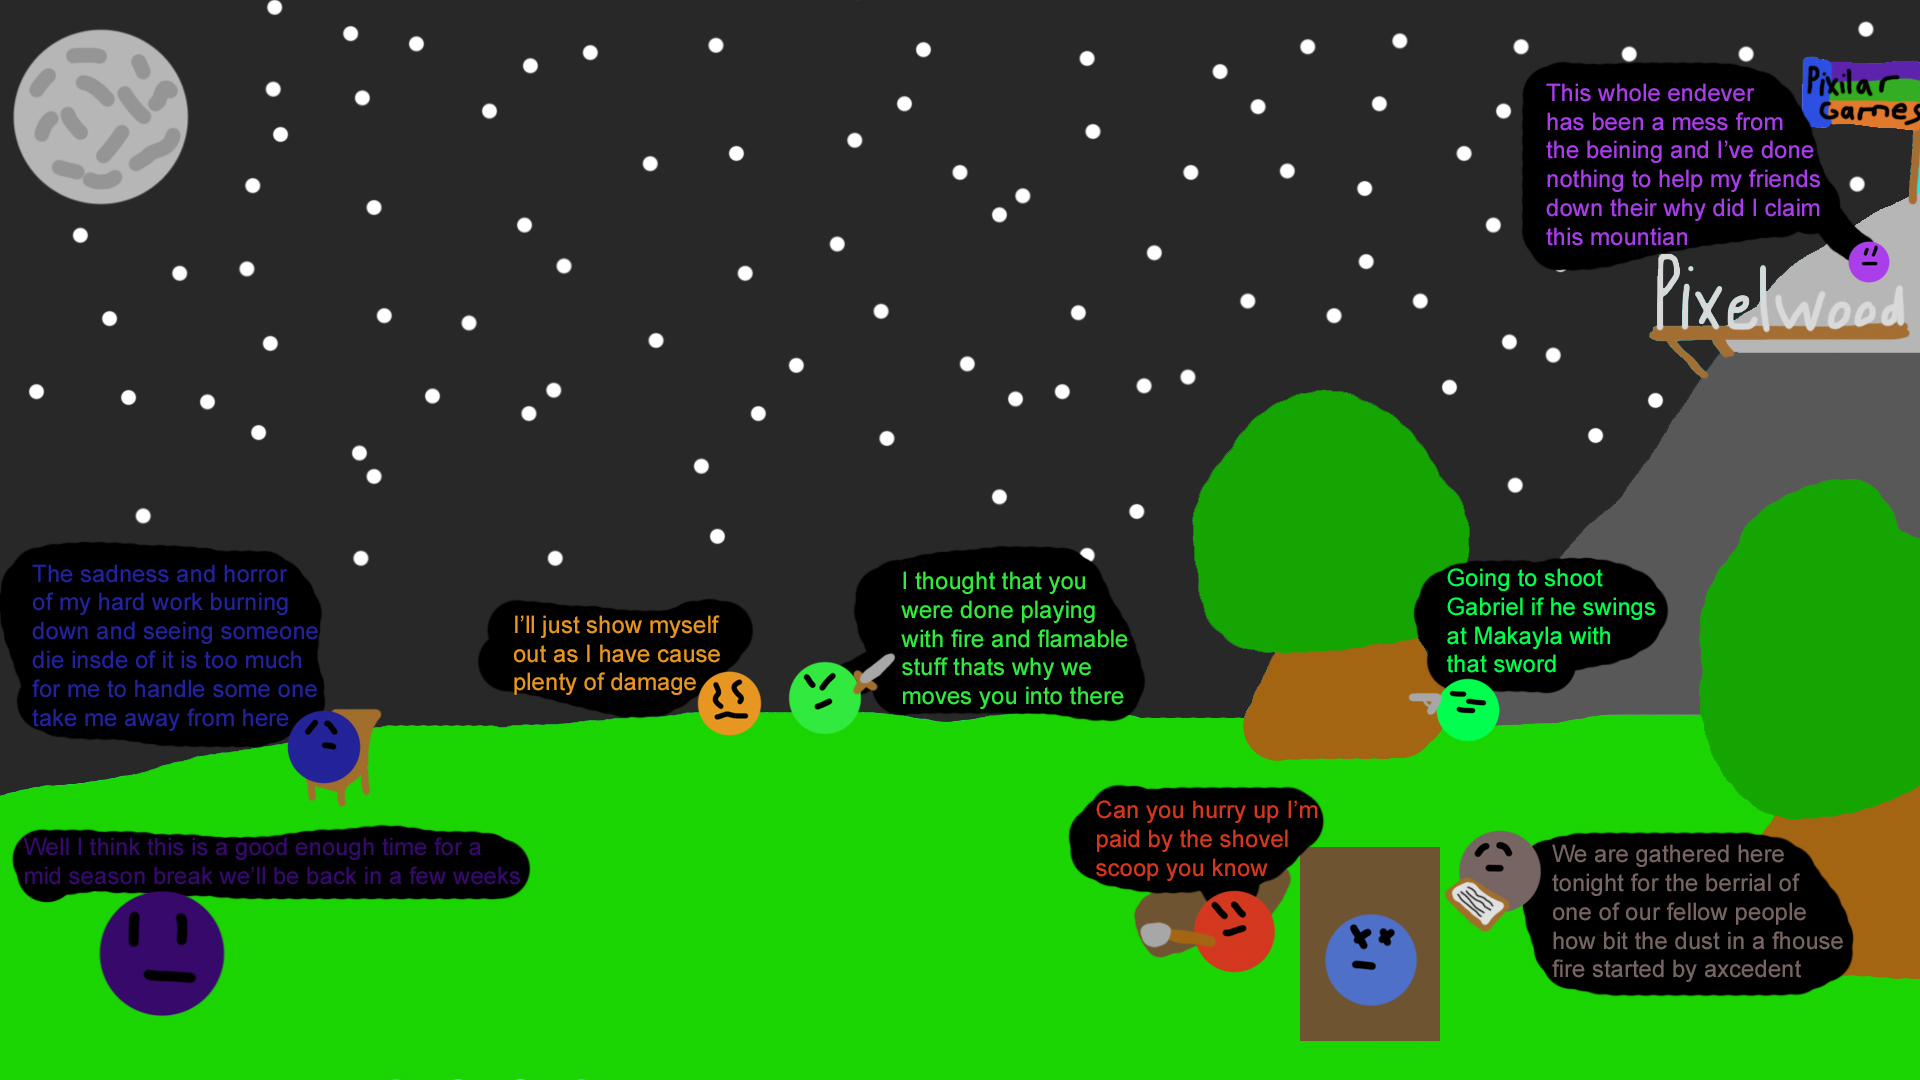 Pixilar
Games
This whole endever
has been a mess from
the beining and I've done
nothing to help my friends
down their why did I claim
this mountian
PixelWood
The sadness and horror
of my hard work burning
down and seeing someone
die insde of it is too much
for me to handle some one
take me away from here
I'll just show myself
out as I have cause
plenty of damage
I thought that you
were done playing
with fire and flamable
stuff thats why we
moves you into there
Going to shoot
Gabriel if he swings
at Makayla with
that sword
Well I think this is a good enough time for a
mid season break we'll be back in a few weeks
Can you hurry up I'm
paid by the shovel
scoop you know
We are gathered here
tonight for the berrial of
one of our fellow people
how bit the dust in a fhouse
fire started by axcedent